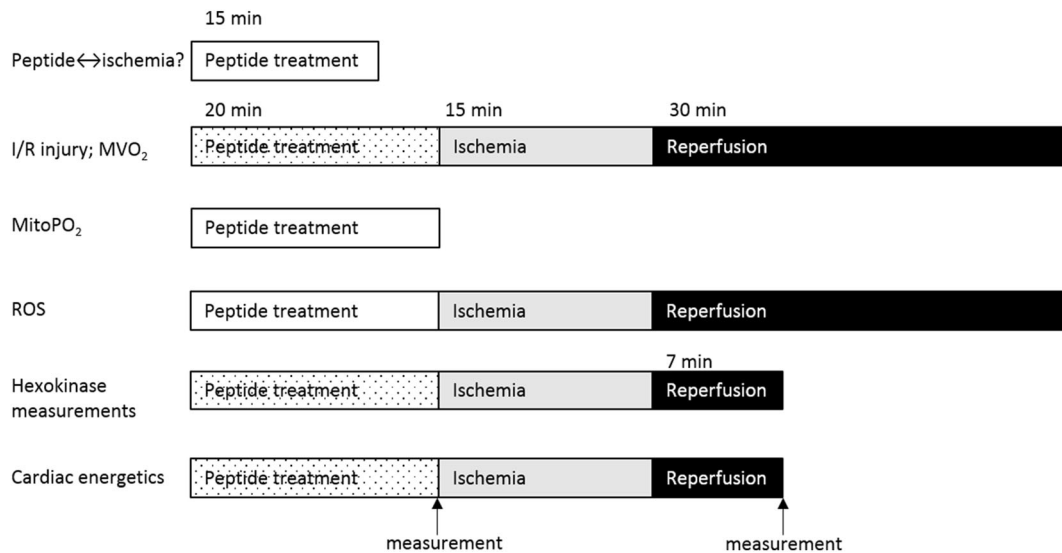 15 min
Peptide↔ischemia?
Peptide treatment
20 min
15 min
30 min
I/R injury; MVO₂
Peptide treatment
Ischemia
Reperfusion
MitoPO₂
Peptide treatment
ROS
Peptide treatment
Ischemia
Reperfusion
7 min
Hexokinase
measurements
Peptide treatment
Ischemia
Reperfusion
Cardiac energetics
Peptide treatment
Ischemia
Reperfusion
measurement
measurement